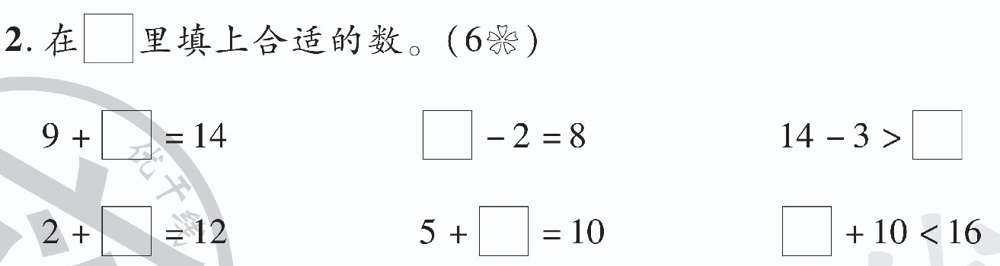 2. 在□里填上合适的数。(6❀)
9 + □ = 14 □ - 2 = 8 14 - 3 > □
2 + □ = 12 5 + □ = 10 □ + 10 < 16